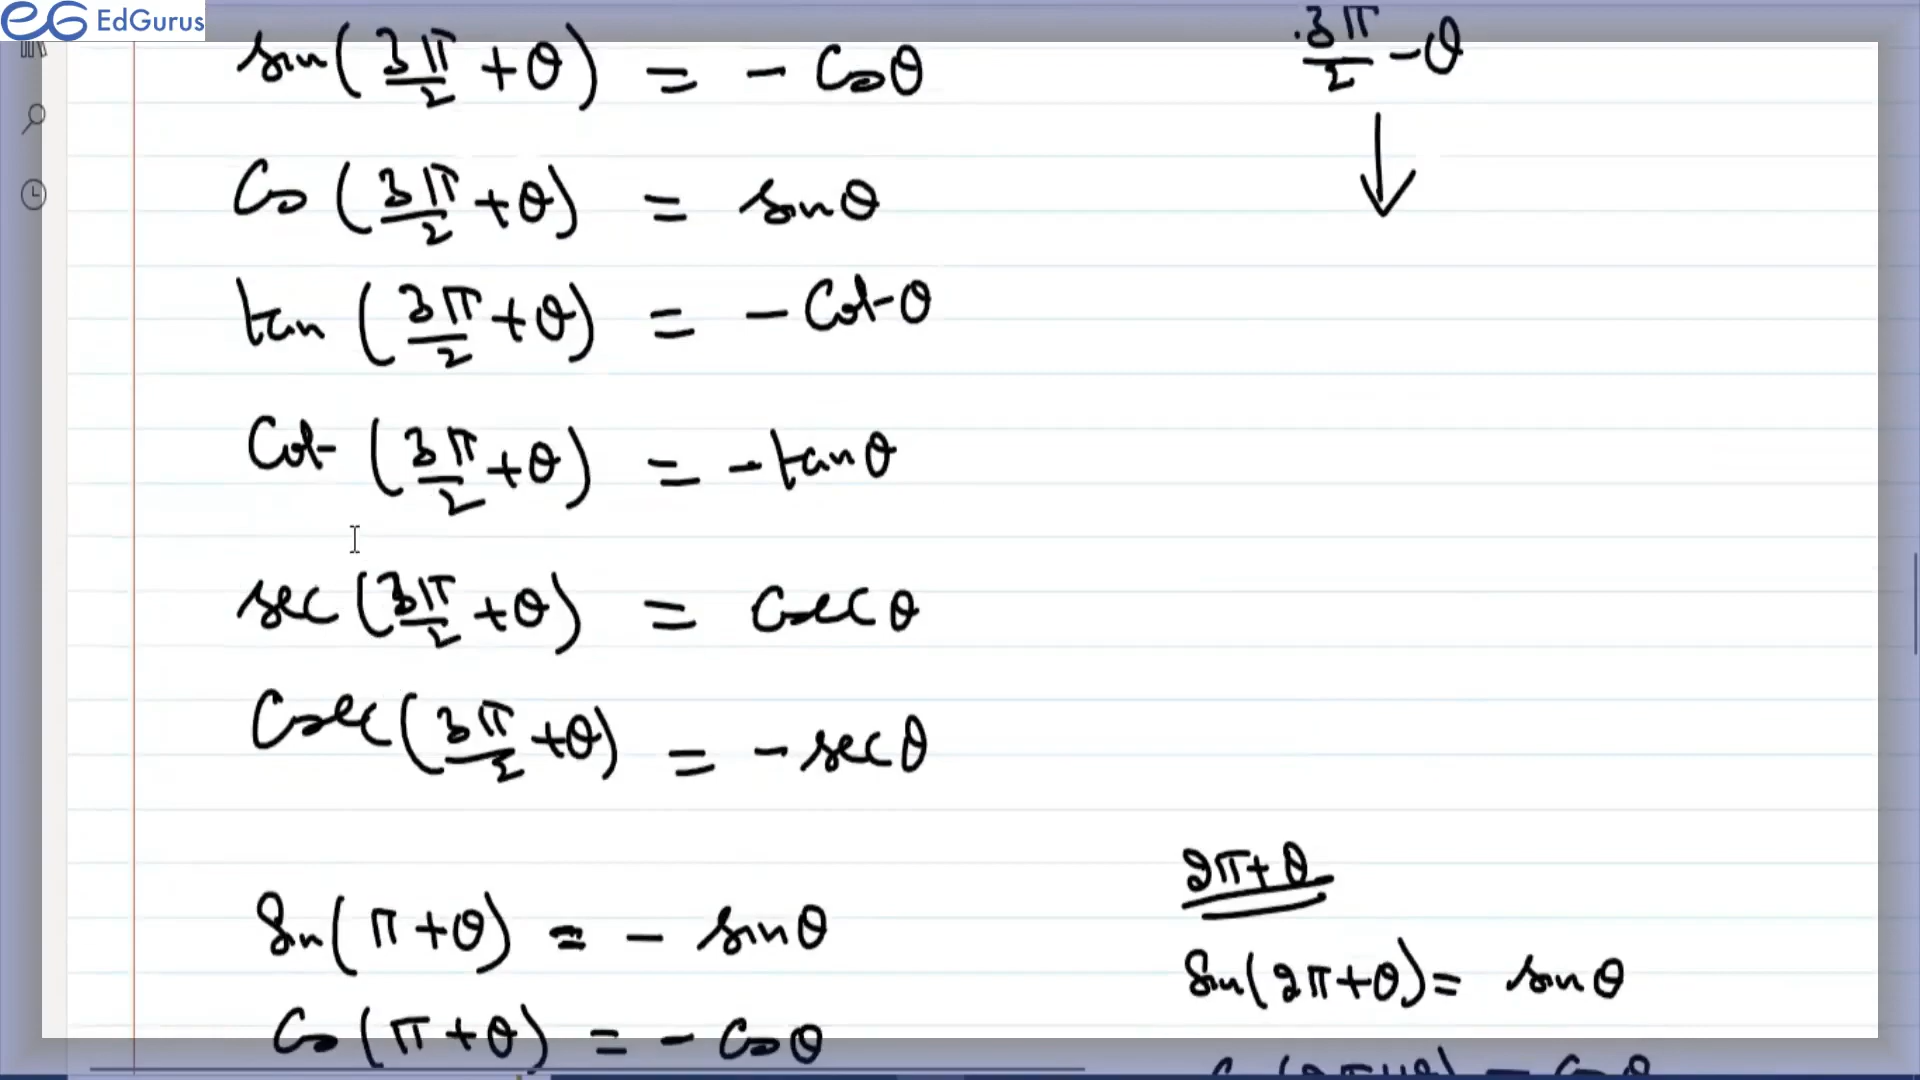 EdGurus
sin(3π/2 + θ) = - Cosθ
Cos(3π/2 + θ) = sinθ
tan(3π/2 + θ) = - Cotθ
Cot(3π/2 + θ) = - tanθ
sec(3π/2 + θ) = Cosecθ
Cosec(3π/2 + θ) = - secθ
Sin(π + θ) = - sinθ
Cos(π + θ) = - Cosθ
3π/2 - θ
↓
2π + θ
Sin(2π + θ) = sinθ